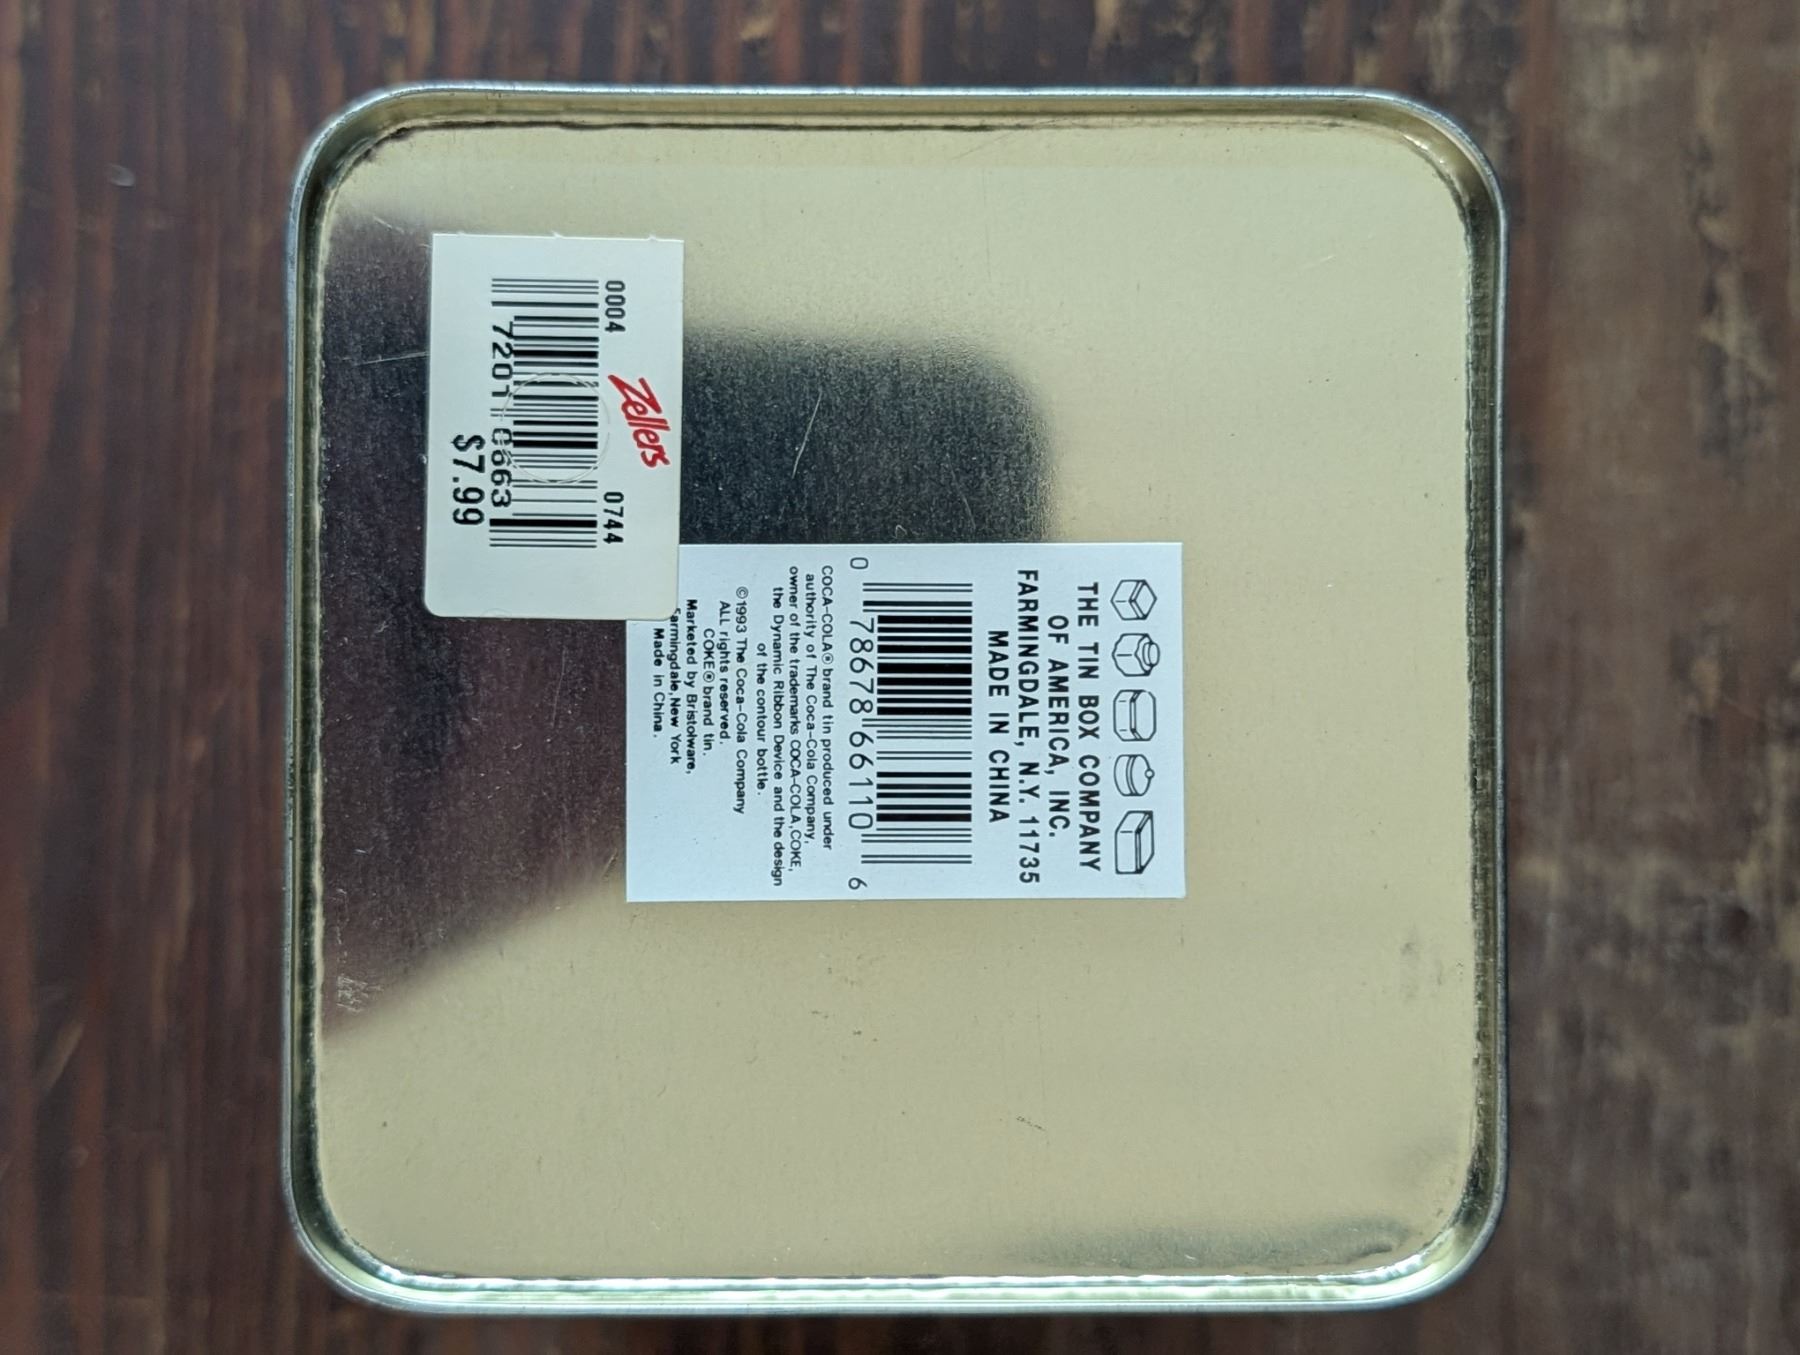 0004 0744
Zellers
7201 0663
$7.99
THE TIN BOX COMPANY
OF AMERICA, INC.
FARMINGDALE, N.Y. 11735
MADE IN CHINA
0 78678 66110 6
COCA-COLA® brand tin produced under
authority of The Coca-Cola Company,
owner of the trademarks COCA-COLA, COKE,
the Dynamic Ribbon Device and the design
of the contour bottle.
©1993 The Coca-Cola Company
ALL rights reserved.
COKE® brand tin.
Marketed by Bristolware,
Farmingdale, New York
Made in China.